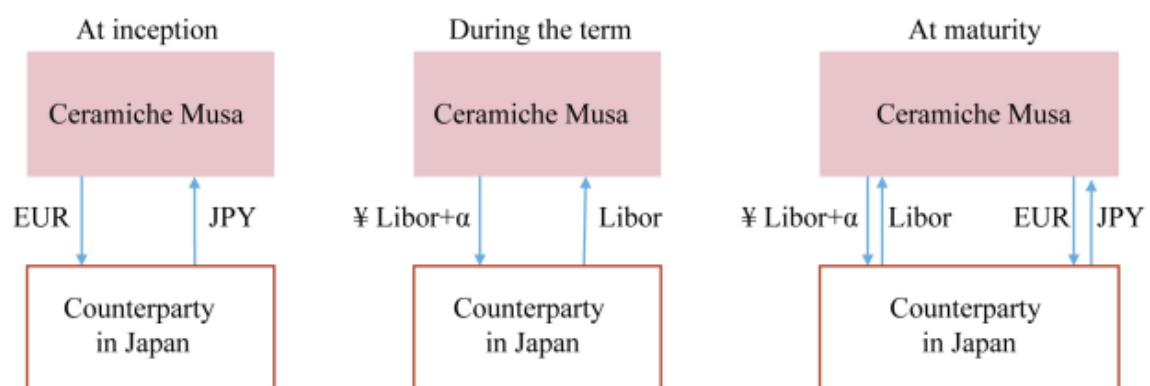 At inception
During the term
At maturity
Ceramiche Musa
Ceramiche Musa
Ceramiche Musa
EUR
JPY
¥ Libor+α
Libor
¥ Libor+α
Libor
EUR
JPY
Counterparty
in Japan
Counterparty
in Japan
Counterparty
in Japan